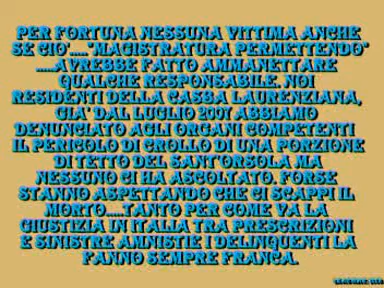 PER FORTUNA NESSUNA VITTIMA ANCHE
SE CIO'....."MAGISTRATURA PERMETTENDO"
.....AVREBBE FATTO AMMANETTARE
QUALCHE RESPONSABILE. NOI
RESIDENTI DELLA CASSA LAURENZIANA,
GIA' DAL LUGLIO 2007 ABBIAMO
DENUNCIATO AGLI ORGANI COMPETENTI
IL PERICOLO DI CROLLO DI UNA PORZIONE
DI TETTO DEL SANT'ORSOLA MA
NESSUNO CI HA ASCOLTATO. FORSE
STANNO ASPETTANDO CHE CI SCAPPI IL
MORTO.....TANTO PER COME VA LA
GIUSTIZIA IN ITALIA TRA PRESCRIZIONI
E SINISTRE AMNISTIE I DELINQUENTI LA
FANNO SEMPRE FRANCA.